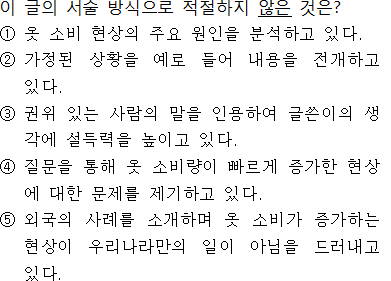 이 글의 서술 방식으로 적절하지 않은 것은?
① 옷 소비 현상의 주요 원인을 분석하고 있다.
② 가정된 상황을 예로 들어 내용을 전개하고
있다.
③ 권위 있는 사람의 말을 인용하여 글쓴이의 생
각에 설득력을 높이고 있다.
④ 질문을 통해 옷 소비량이 빠르게 증가한 현상
에 대한 문제를 제기하고 있다.
⑤ 외국의 사례를 소개하며 옷 소비가 증가하는
현상이 우리나라만의 일이 아님을 드러내고
있다.